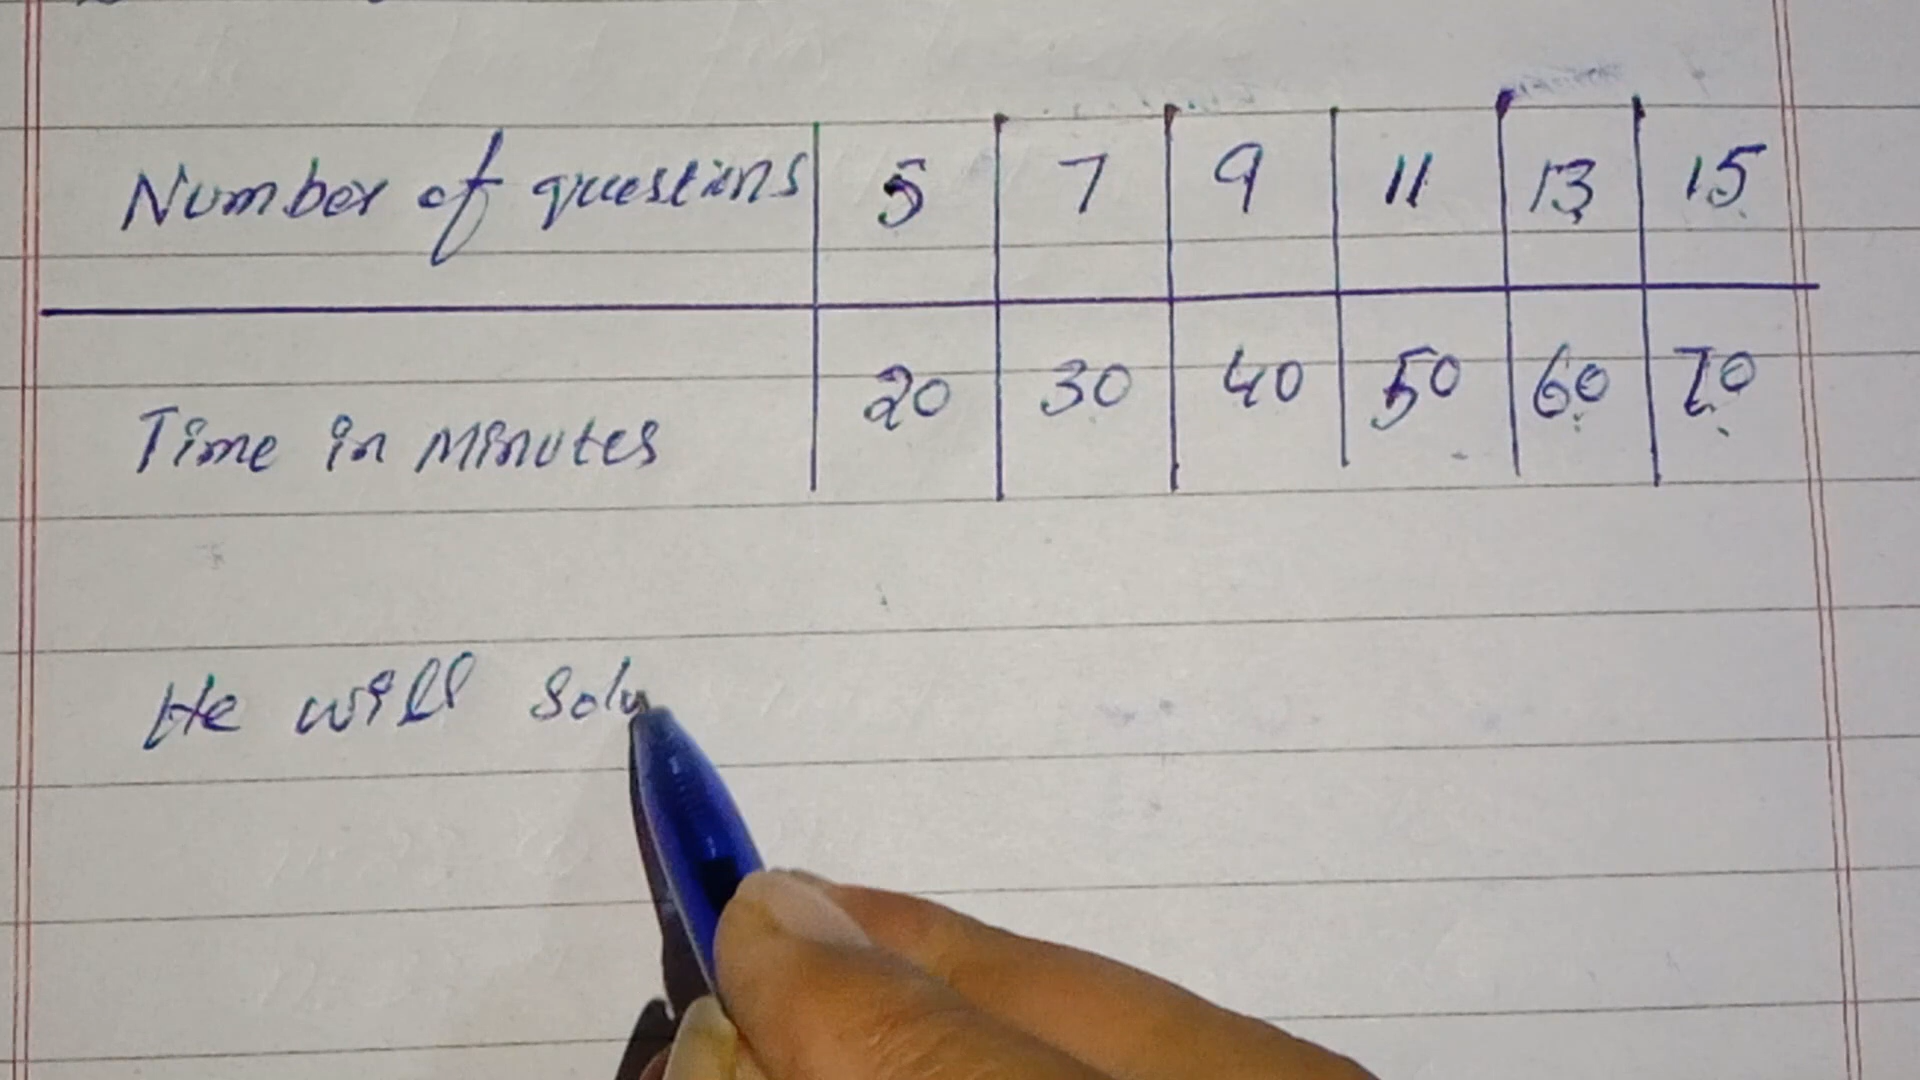 Number of questions 5 7 9 11 13 15
Time in Minutes 20 30 40 50 60 70
He will solv